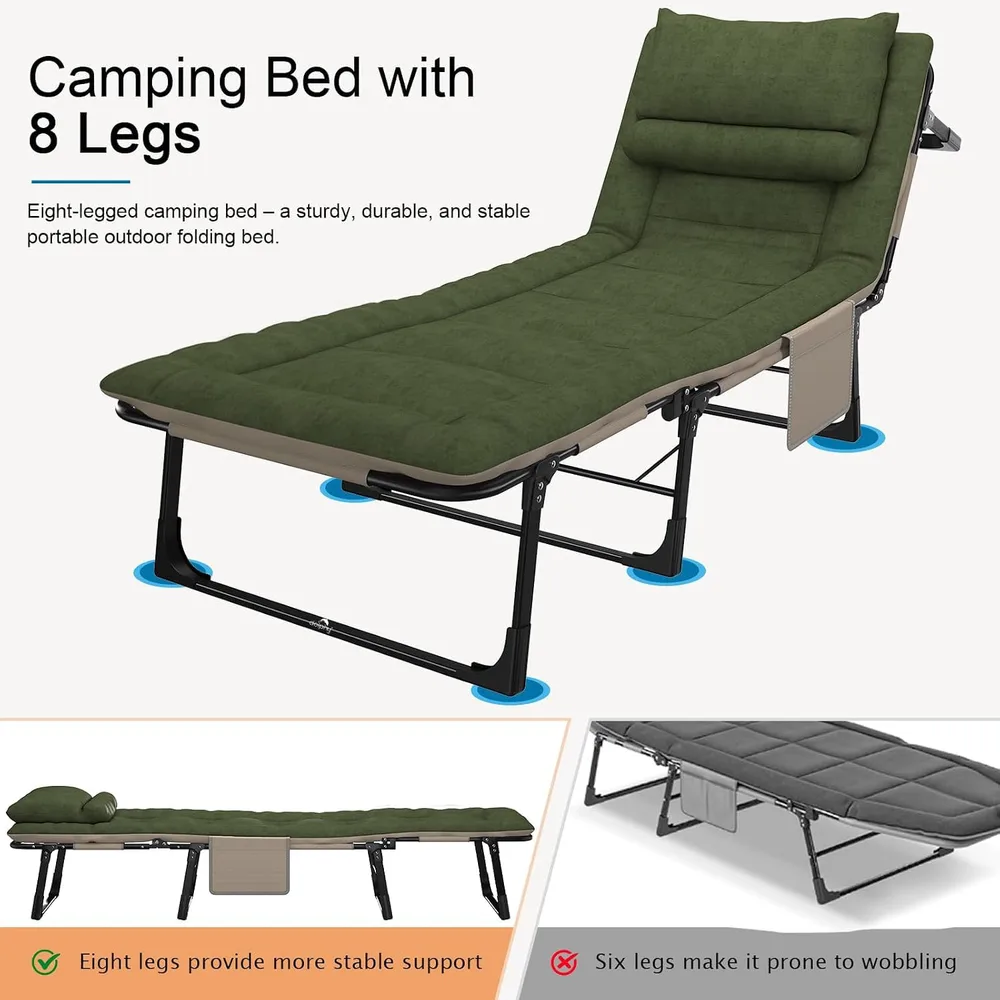 Camping Bed with
8 Legs
Eight-legged camping bed – a sturdy, durable, and stable
portable outdoor folding bed.
dolphy
Eight legs provide more stable support
Six legs make it prone to wobbling